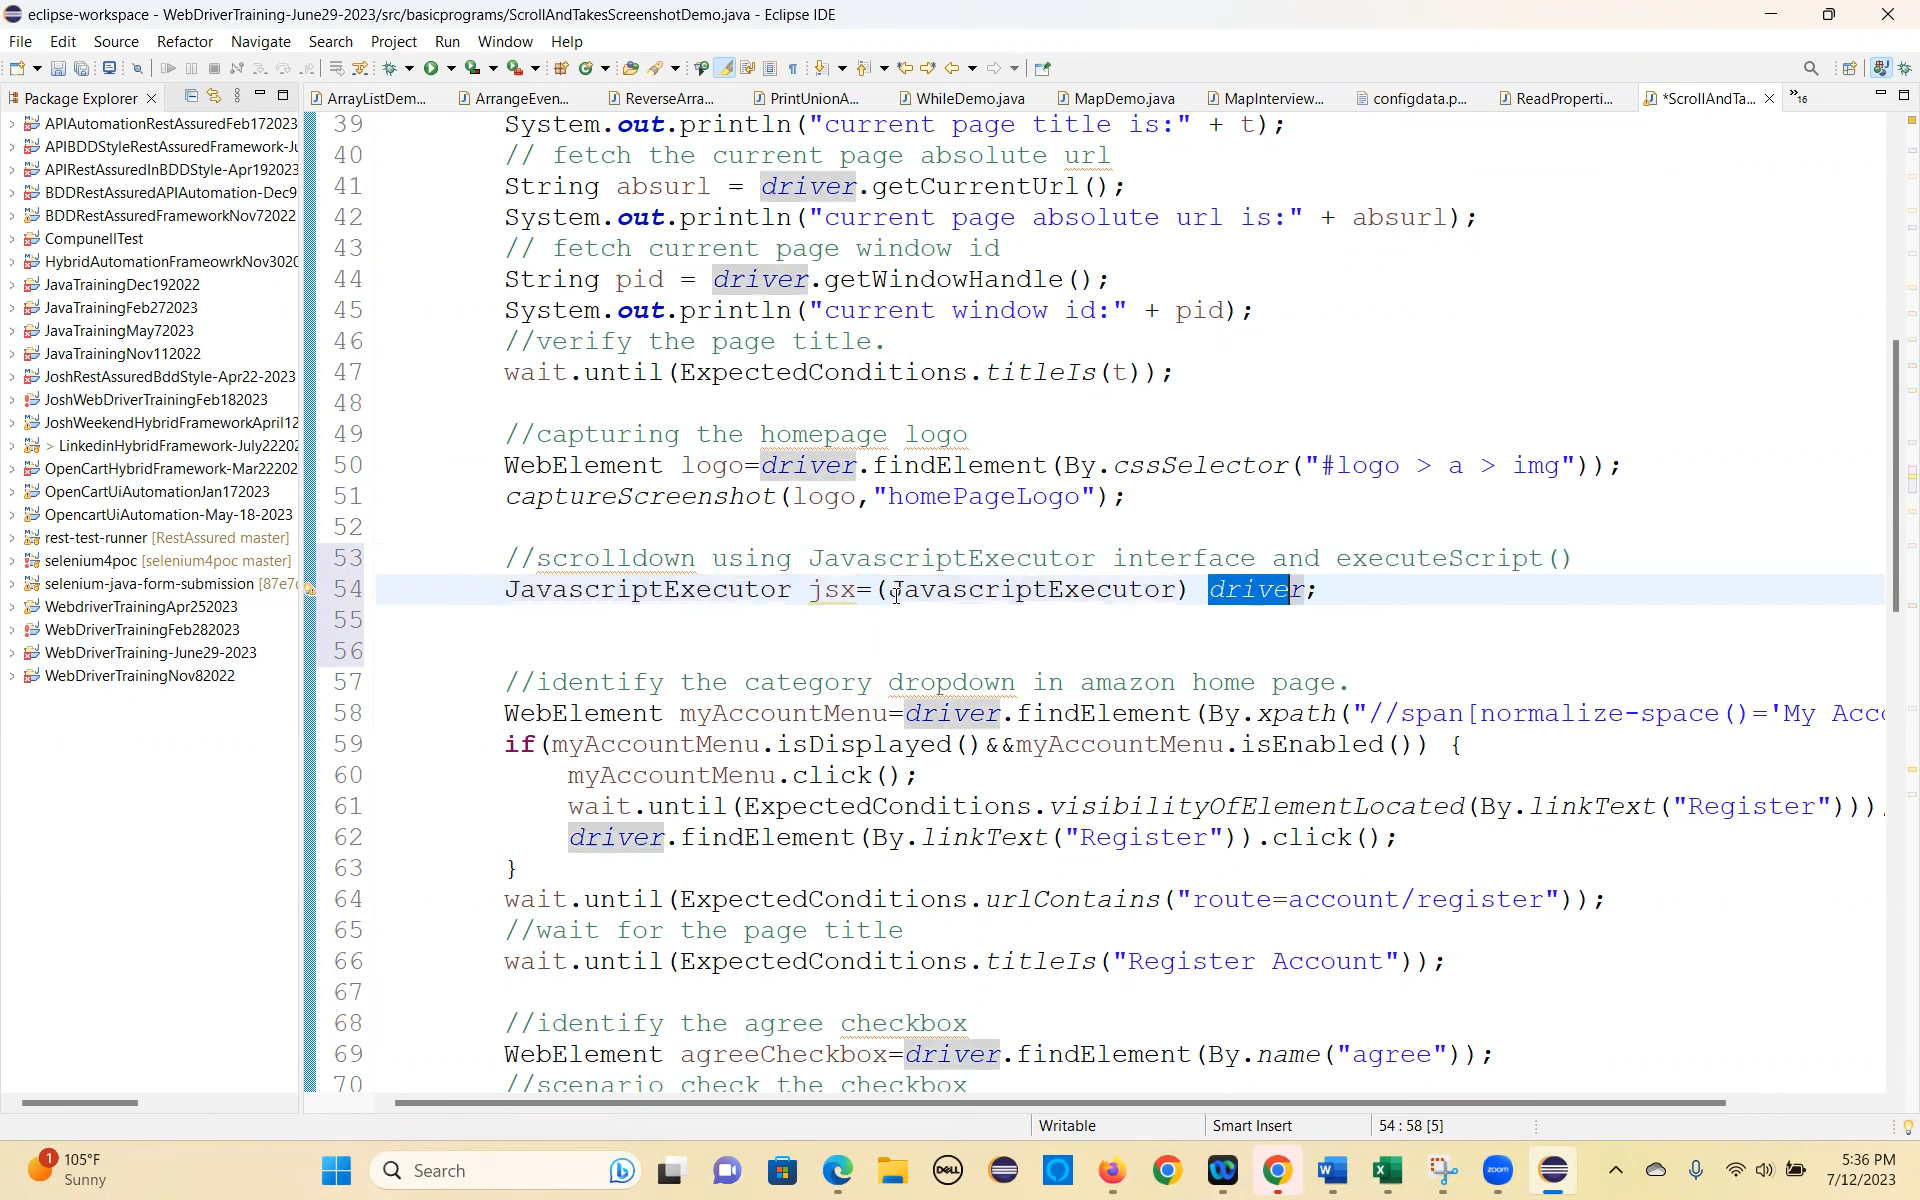 eclipse-workspace - WebDriverTraining-June29-2023/src/basicprograms/ScrollAndTakesScreenshotDemo.java - Eclipse IDE
File Edit Source Refactor Navigate Search Project Run Window Help
Package Explorer
ArrayListDem... ArrangeEven... ReverseArra... PrintUnionA... WhileDemo.java MapDemo.java MapInterview... configdata.p... ReadProperti... *ScrollAndTa... »16
APIAutomationRestAssuredFeb172023
APIBDDStyleRestAssuredFramework-Ju
APIRestAssuredInBDDStyle-Apr192023
BDDRestAssuredAPIAutomation-Dec9
BDDRestAssuredFrameworkNov72022
CompunellTest
HybridAutomationFrameowrkNov3020
JavaTrainingDec192022
JavaTrainingFeb272023
JavaTrainingMay72023
JavaTrainingNov112022
JoshRestAssuredBddStyle-Apr22-2023
JoshWebDriverTrainingFeb182023
JoshWeekendHybridFrameworkApril12
> LinkedinHybridFramework-July2202
OpenCartHybridFramework-Mar22202
OpenCartUiAutomationJan172023
OpencartUiAutomation-May-18-2023
rest-test-runner [RestAssured master]
selenium4poc [selenium4poc master]
selenium-java-form-submission [87e7c
WebdriverTrainingApr252023
WebDriverTrainingFeb282023
WebDriverTraining-June29-2023
WebDriverTrainingNov82022
39 System.out.println("current page title is:" + t);
40 // fetch the current page absolute url
41 String absurl = driver.getCurrentUrl();
42 System.out.println("current page absolute url is:" + absurl);
43 // fetch current page window id
44 String pid = driver.getWindowHandle();
45 System.out.println("current window id:" + pid);
46 //verify the page title.
47 wait.until(ExpectedConditions.titleIs(t));
48
49 //capturing the homepage logo
50 WebElement logo=driver.findElement(By.cssSelector("#logo > a > img"));
51 captureScreenshot(logo,"homePageLogo");
52
53 //scrolldown using JavascriptExecutor interface and executeScript()
54 JavascriptExecutor jsx=(JavascriptExecutor) driver;
55
56
57 //identify the category dropdown in amazon home page.
58 WebElement myAccountMenu=driver.findElement(By.xpath("//span[normalize-space()='My Acco
59 if(myAccountMenu.isDisplayed()&&myAccountMenu.isEnabled()) {
60 myAccountMenu.click();
61 wait.until(ExpectedConditions.visibilityOfElementLocated(By.linkText("Register")));
62 driver.findElement(By.linkText("Register")).click();
63 }
64 wait.until(ExpectedConditions.urlContains("route=account/register"));
65 //wait for the page title
66 wait.until(ExpectedConditions.titleIs("Register Account"));
67
68 //identify the agree checkbox
69 WebElement agreeCheckbox=driver.findElement(By.name("agree"));
70 //scenario check the checkbox
Writable Smart Insert 54 : 58 [5]
1 105°F
Sunny
Search
DELL
zoom
5:36 PM
7/12/2023